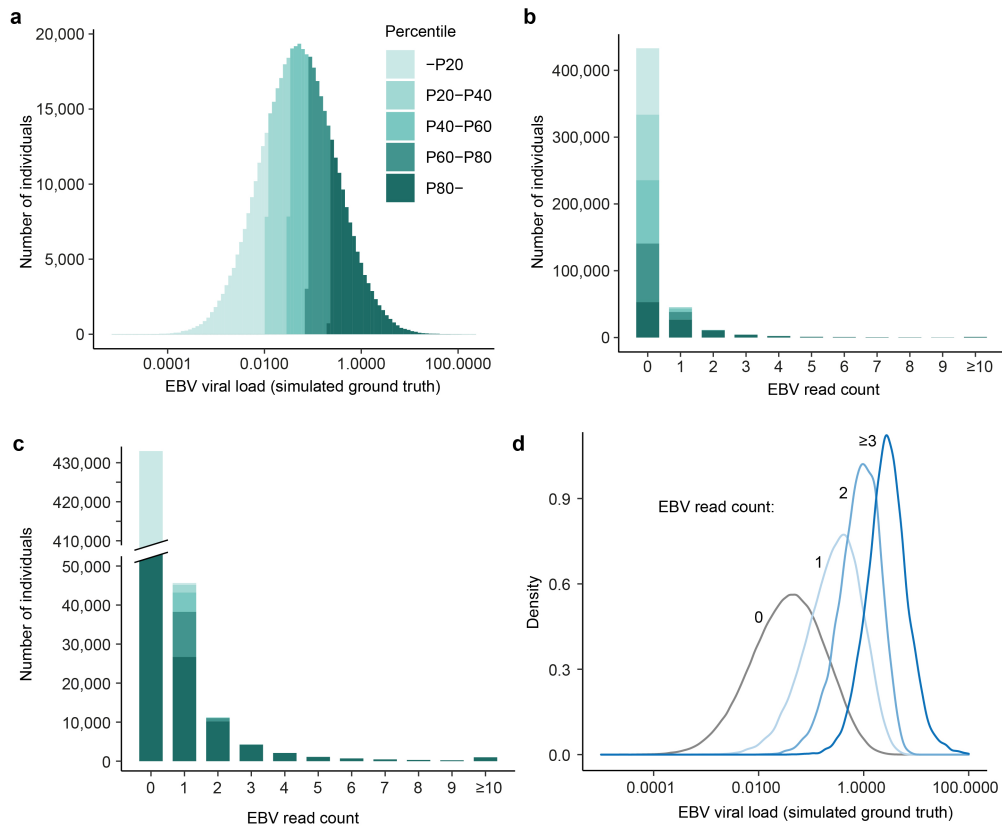 a
20,000
15,000
10,000
5,000
0
Number of individuals
0.0001
0.0100
1.0000
100.0000
EBV viral load (simulated ground truth)
Percentile
−P20
P20−P40
P40−P60
P60−P80
P80−
b
400,000
300,000
200,000
100,000
0
Number of individuals
0 1 2 3 4 5 6 7 8 9 ≥10
EBV read count
c
430,000
420,000
410,000
50,000
40,000
30,000
20,000
10,000
0
Number of individuals
0 1 2 3 4 5 6 7 8 9 ≥10
EBV read count
d
0.9
0.6
0.3
0.0
Density
EBV read count:
0
1
2
≥3
0.0001
0.0100
1.0000
100.0000
EBV viral load (simulated ground truth)